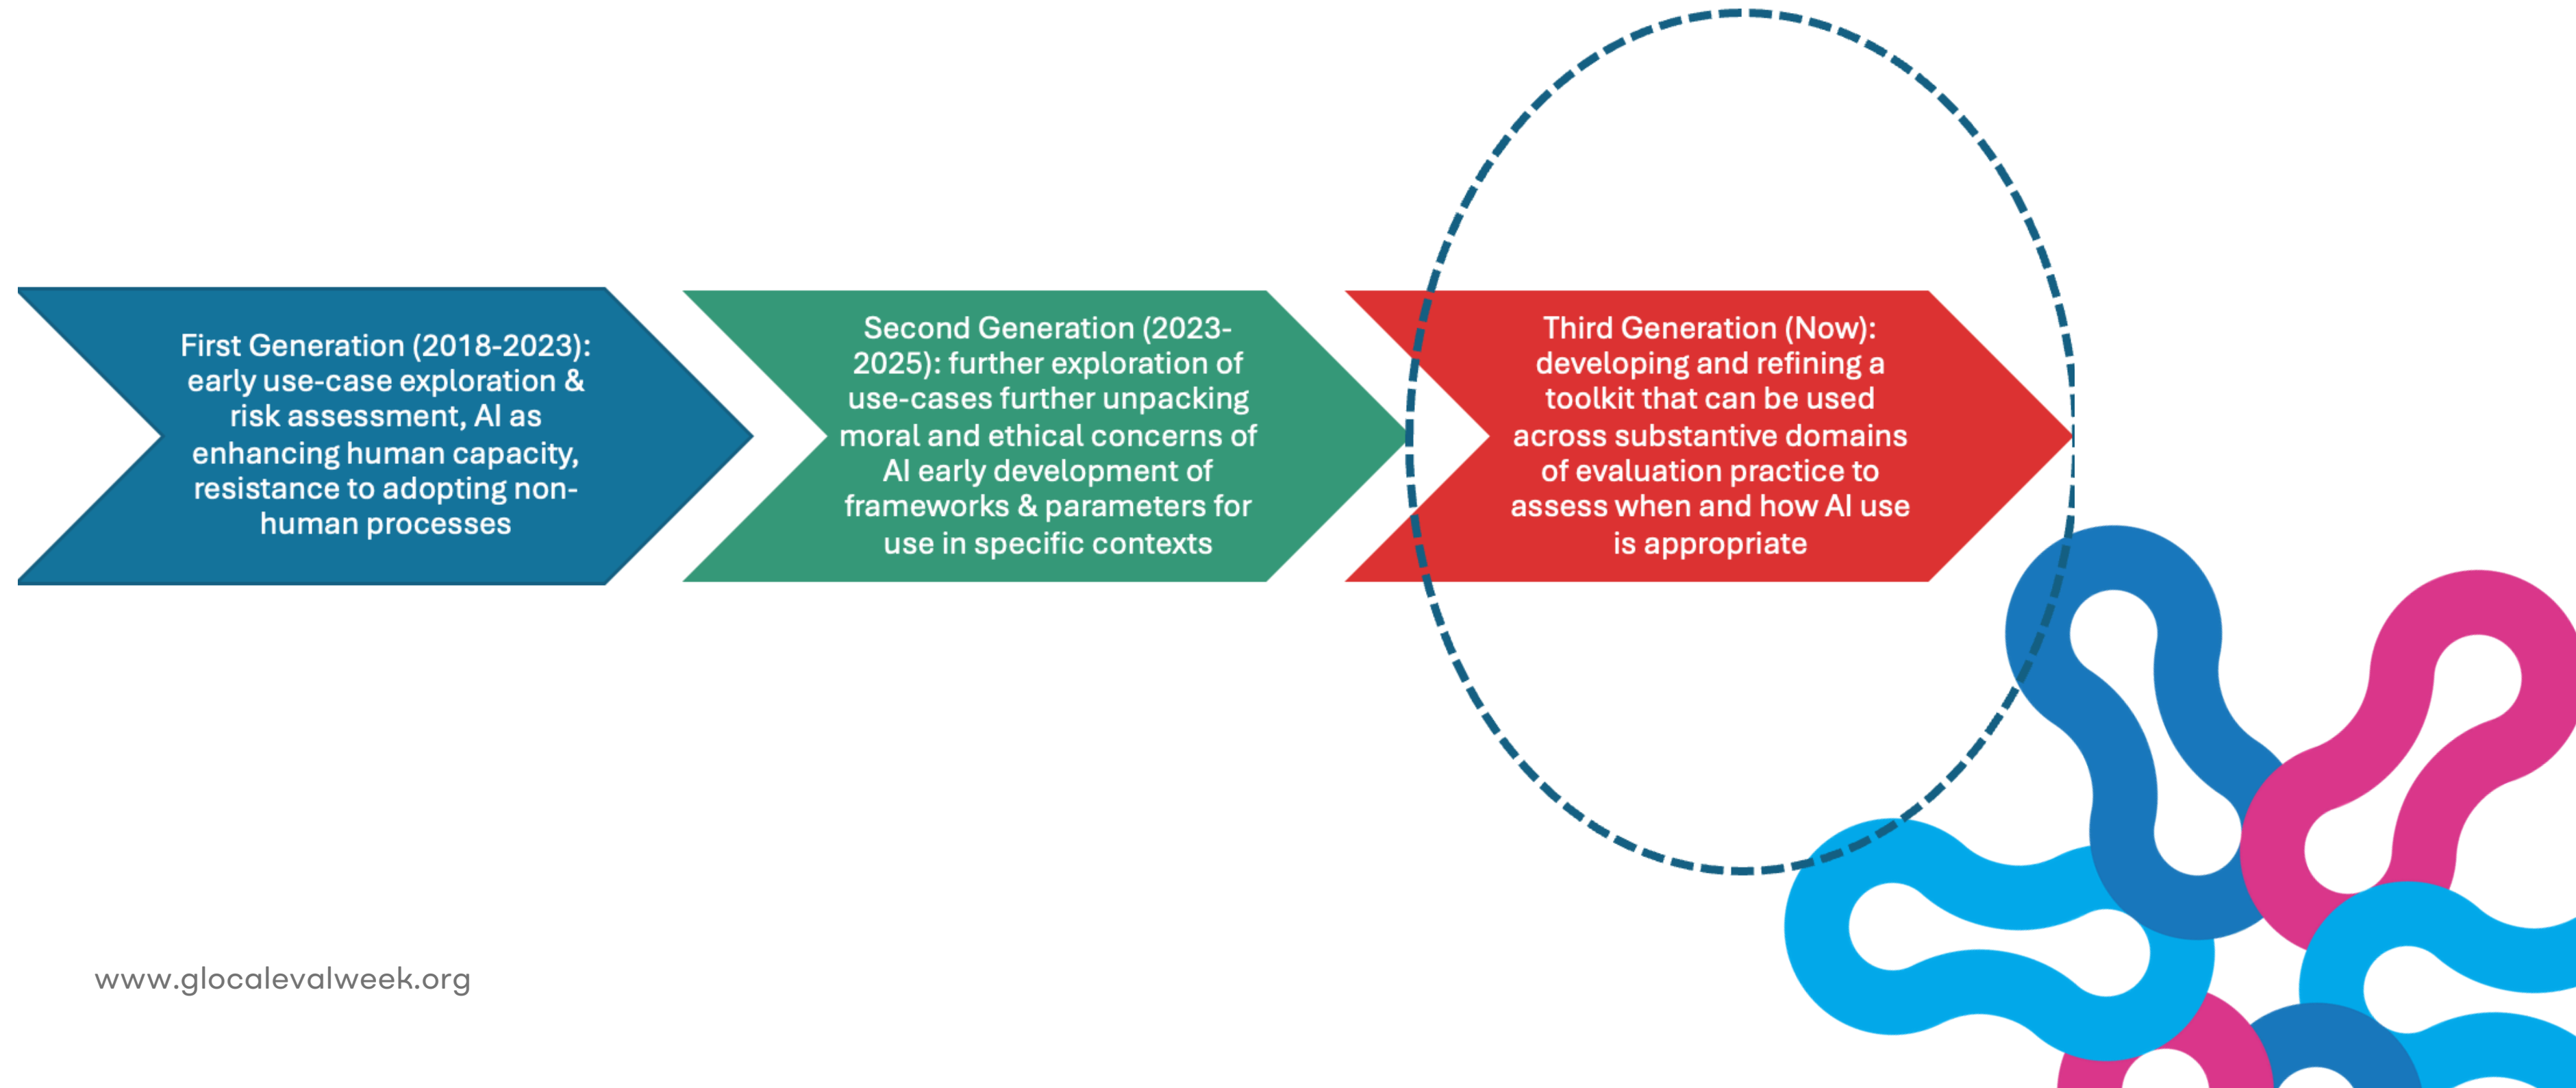 First Generation (2018-2023):
early use-case exploration &
risk assessment, AI as
enhancing human capacity,
resistance to adopting non-
human processes
Second Generation (2023-
2025): further exploration of
use-cases further unpacking
moral and ethical concerns of
AI early development of
frameworks & parameters for
use in specific contexts
Third Generation (Now):
developing and refining a
toolkit that can be used
across substantive domains
of evaluation practice to
assess when and how AI use
is appropriate
www.glocalevalweek.org